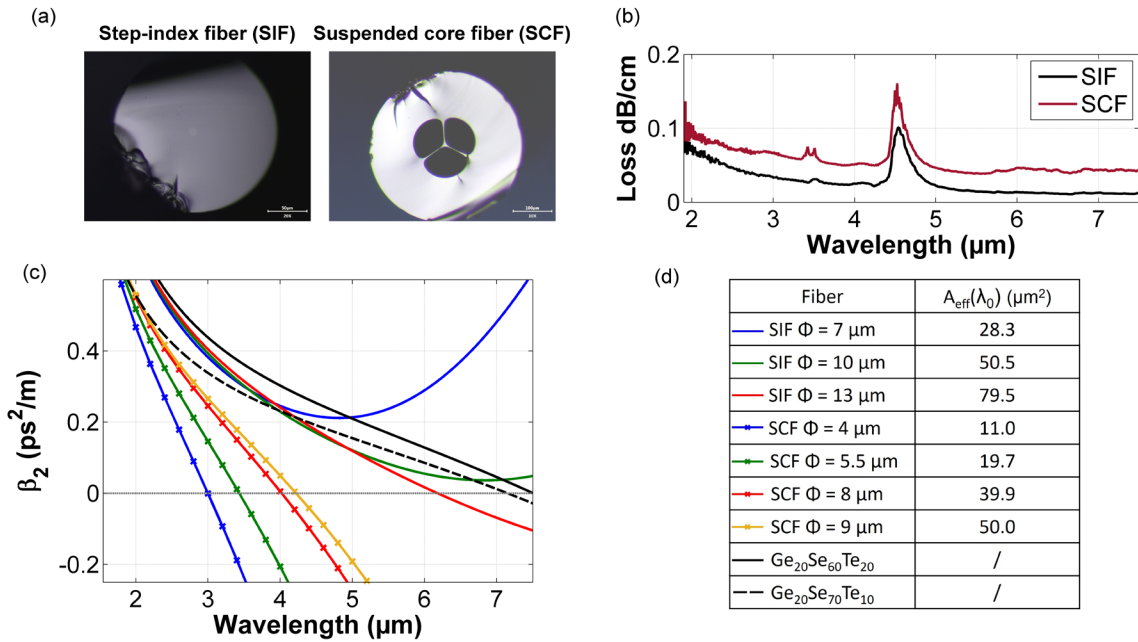 (a)
Step-index fiber (SIF) Suspended core fiber (SCF)
50μm
20X
100μm
10X
(b)
Loss dB/cm
0.2
0.1
0
SIF
SCF
2 3 4 5 6 7
Wavelength (μm)
(c)
β2 (ps²/m)
0.4
0.2
0
-0.2
2 3 4 5 6 7
Wavelength (μm)
(d)
Fiber Aeff(λ0) (μm²)
SIF Φ = 7 μm 28.3
SIF Φ = 10 μm 50.5
SIF Φ = 13 μm 79.5
SCF Φ = 4 μm 11.0
SCF Φ = 5.5 μm 19.7
SCF Φ = 8 μm 39.9
SCF Φ = 9 μm 50.0
Ge20Se60Te20 /
Ge20Se70Te10 /